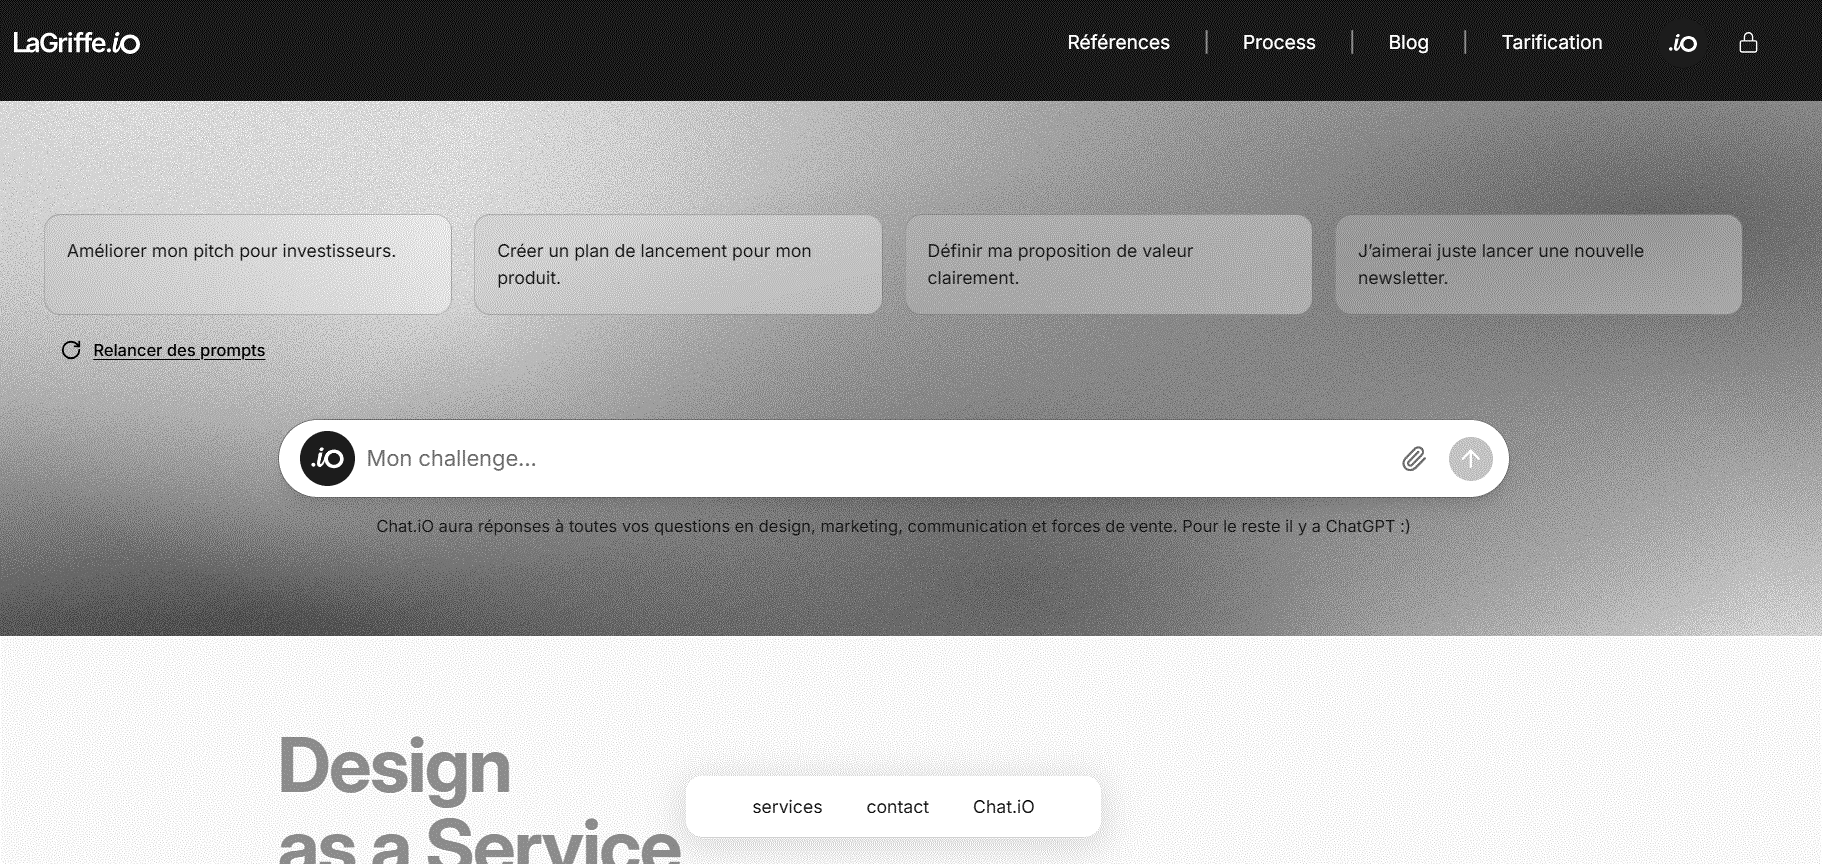 LaGriffe.iO
Références
Process
Blog
Tarification
.iO
Améliorer mon pitch pour investisseurs.
Créer un plan de lancement pour mon
produit.
Définir ma proposition de valeur
clairement.
J'aimerai juste lancer une nouvelle
newsletter.
Relancer des prompts
.iO
Mon challenge...
Chat.iO aura réponses à toutes vos questions en design, marketing, communication et forces de vente. Pour le reste il y a ChatGPT :)
Design
as a Service
services
contact
Chat.iO